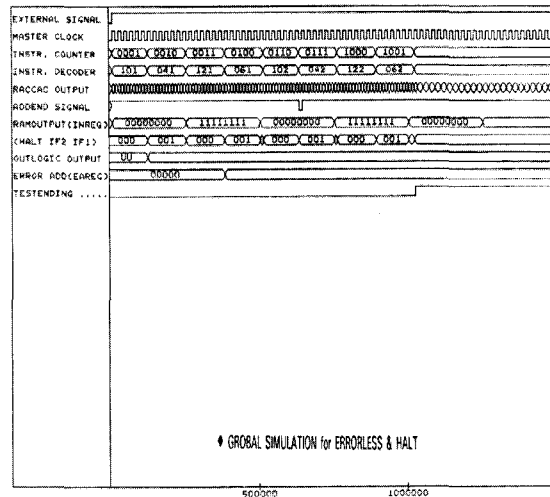 EXTERNAL SIGNAL
MASTER CLOCK
INSTR. COUNTER 0001 0010 0011 0100 0110 0111 1000 1001
INSTR. DECODER 101 041 121 061 102 042 122 062
RACCAC OUTPUT
ADDEND SIGNAL
RAMOUTPUT(INREG) 00000000 11111111 00000000 11111111 00000000
(HALT IF2 IF1) 000 001 000 001 000 001 000 001
OUTLOGIC OUTPUT UU
ERROR ADD(EAREG) 00000
TESTENDING .....
♦ GROBAL SIMULATION for ERRORLESS & HALT
500000 1000000